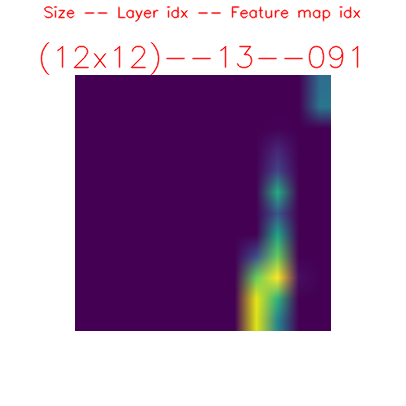 Size -- Layer idx -- Feature map idx
(12x12)--13--091